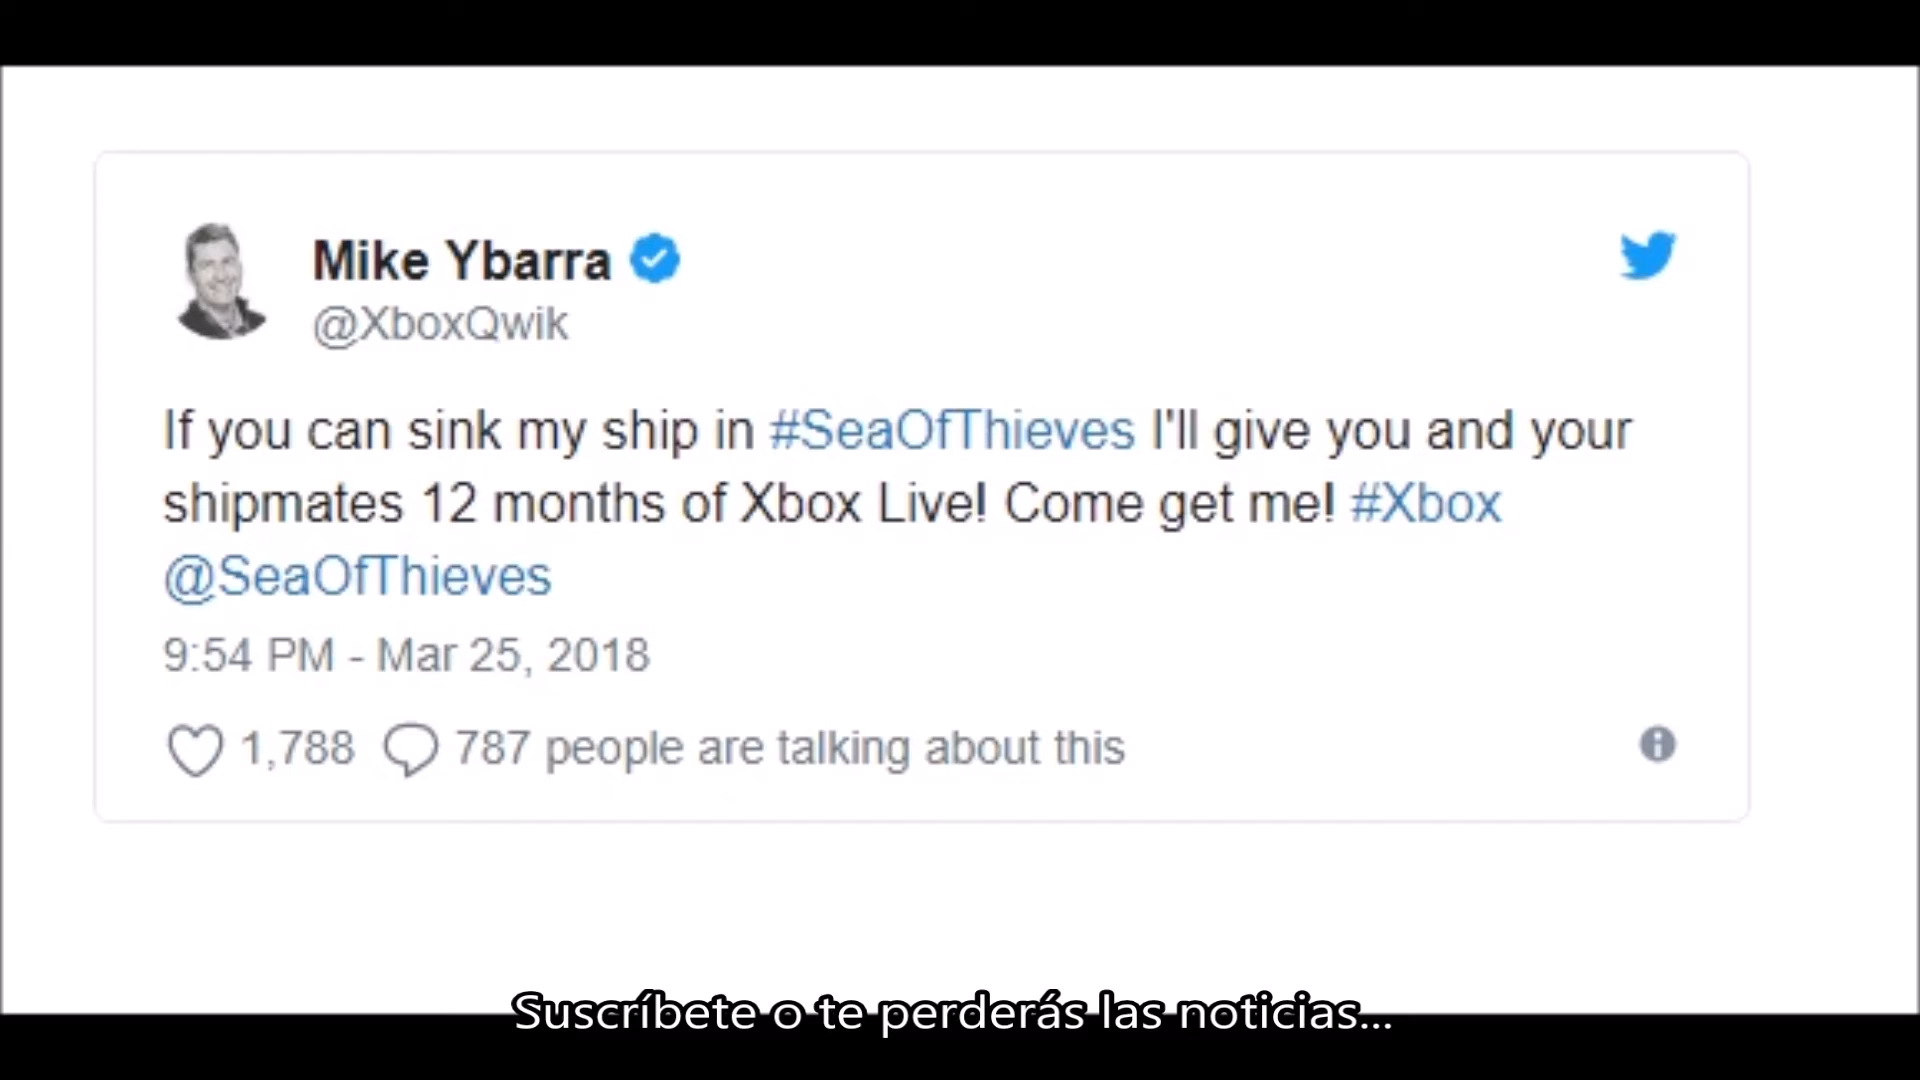 Mike Ybarra
@XboxQwik
If you can sink my ship in #SeaOfThieves I'll give you and your
shipmates 12 months of Xbox Live! Come get me! #Xbox
@SeaOfThieves
9:54 PM - Mar 25, 2018
1,788 787 people are talking about this
Suscríbete o te perderás las noticias...